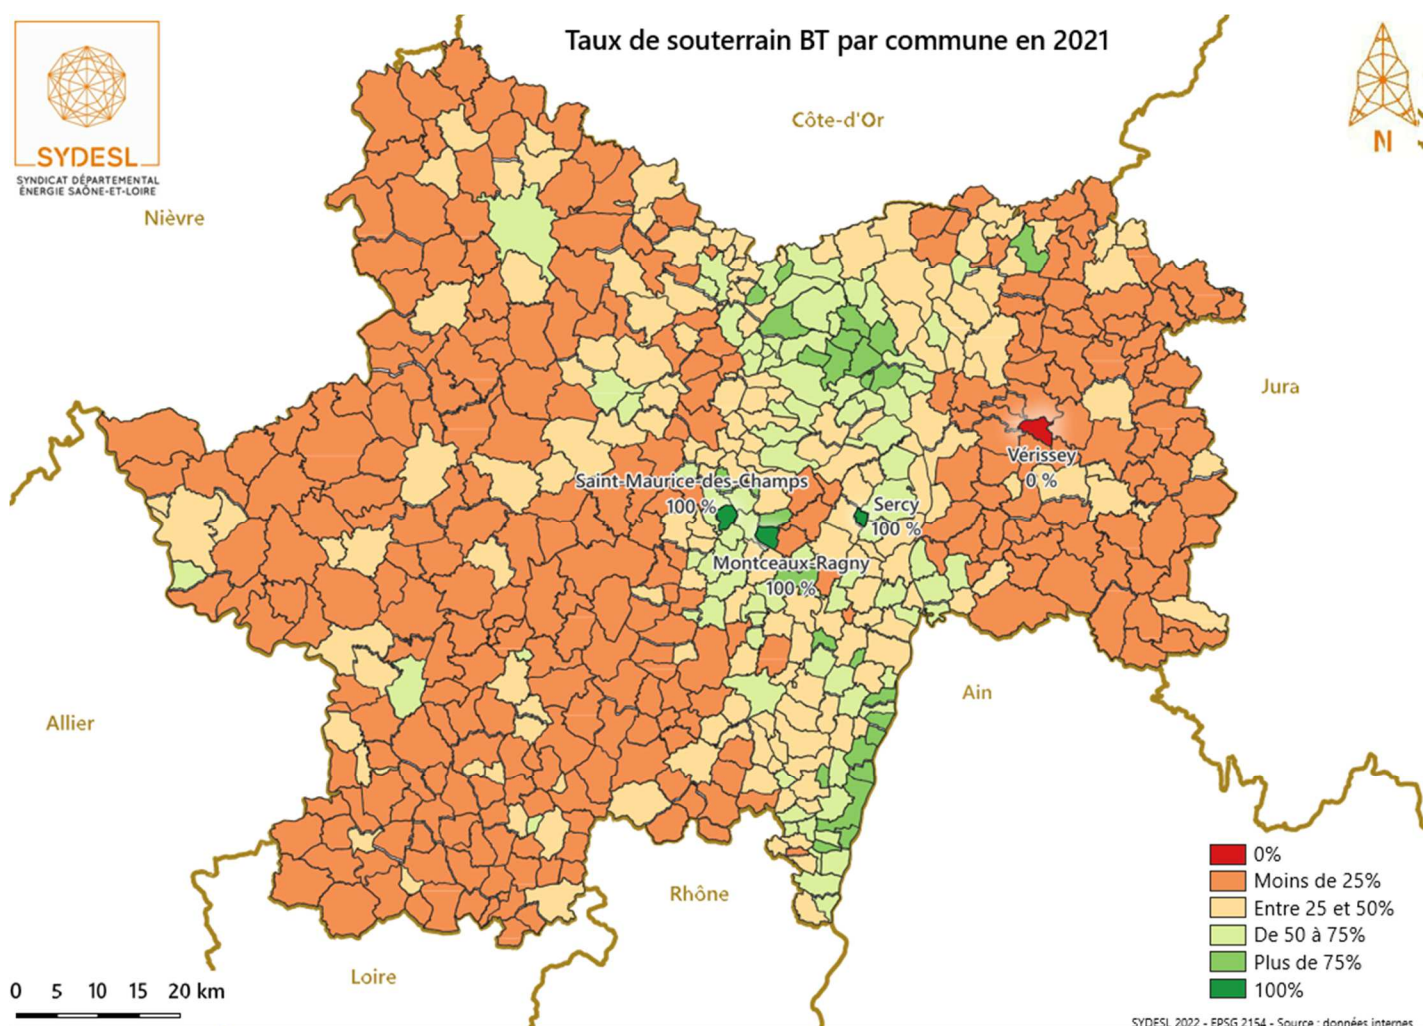 Taux de souterrain BT par commune en 2021
SYDESL
SYNDICAT DÉPARTEMENTAL
ÉNERGIE SAÔNE-ET-LOIRE
N
Côte-d'Or
Nièvre
Jura
Vérissey
0 %
Saint-Maurice-des-Champs
100 %
Sercy
100 %
Montceaux-Ragny
100 %
Ain
Allier
Rhône
Loire
0%
Moins de 25%
Entre 25 et 50%
De 50 à 75%
Plus de 75%
100%
0 5 10 15 20 km
SYDESL 2022 - EPSG 2154 - Source : données internes